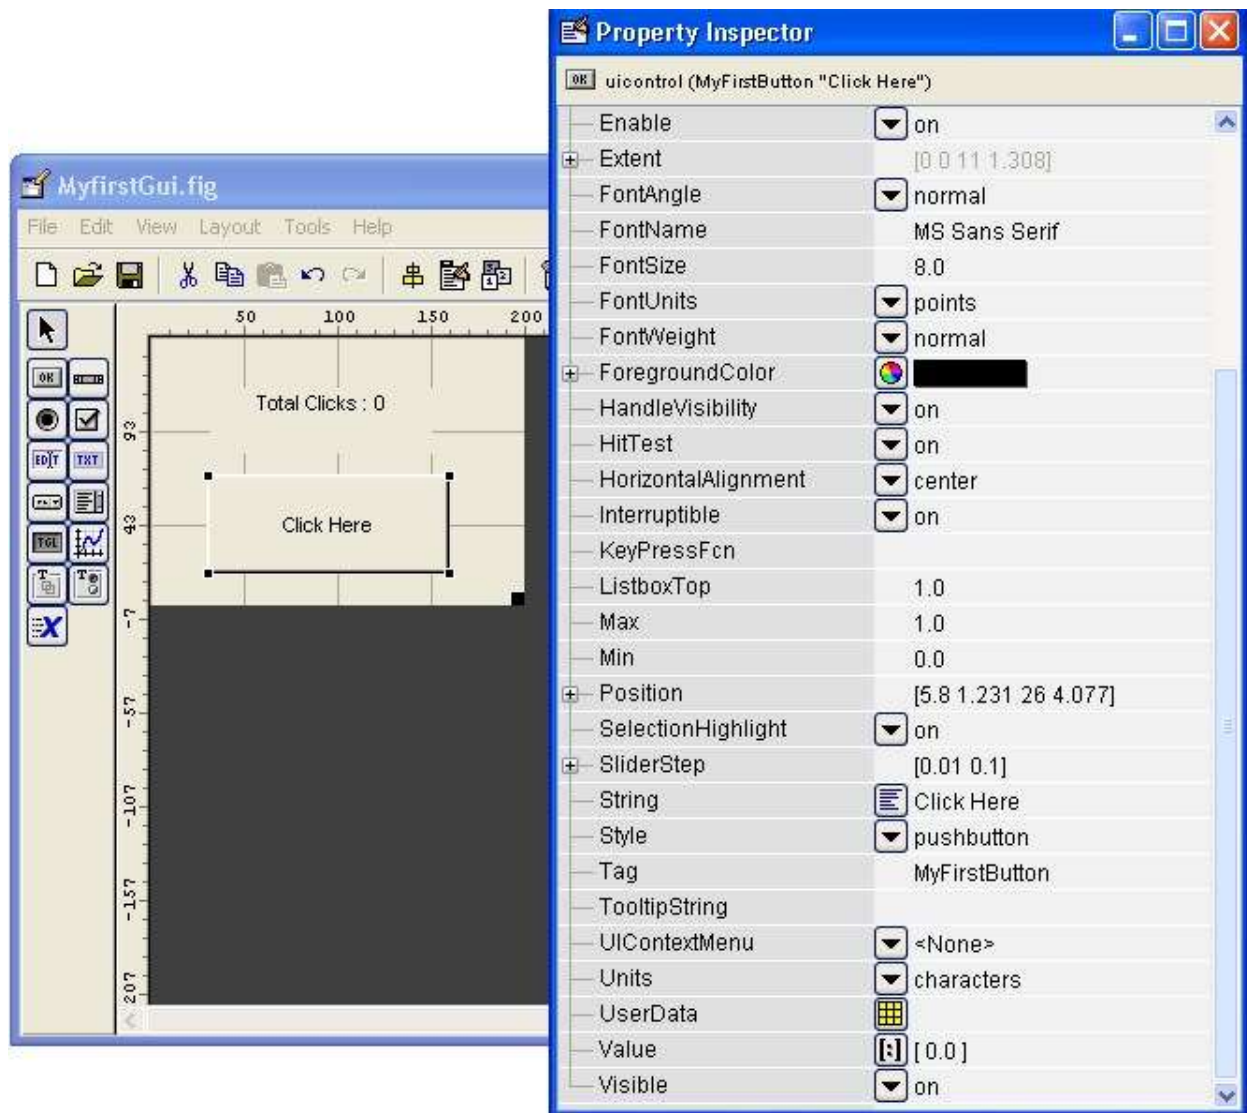 Property Inspector
OK uicontrol (MyFirstButton "Click Here")
Enable on
Extent [0 0 11 1.308]
FontAngle normal
FontName MS Sans Serif
FontSize 8.0
FontUnits points
FontWeight normal
ForegroundColor
HandleVisibility on
HitTest on
HorizontalAlignment center
Interruptible on
KeyPressFcn
ListboxTop 1.0
Max 1.0
Min 0.0
Position [5.8 1.231 26 4.077]
SelectionHighlight on
SliderStep [0.01 0.1]
String Click Here
Style pushbutton
Tag MyFirstButton
TooltipString
UIContextMenu <None>
Units characters
UserData
Value [:] [ 0.0 ]
Visible on
MyfirstGui.fig
File Edit View Layout Tools Help
50 100 150 200
OK
EDIT TXT
TGL
93
43
-7
-57
-107
-157
207
Total Clicks : 0
Click Here